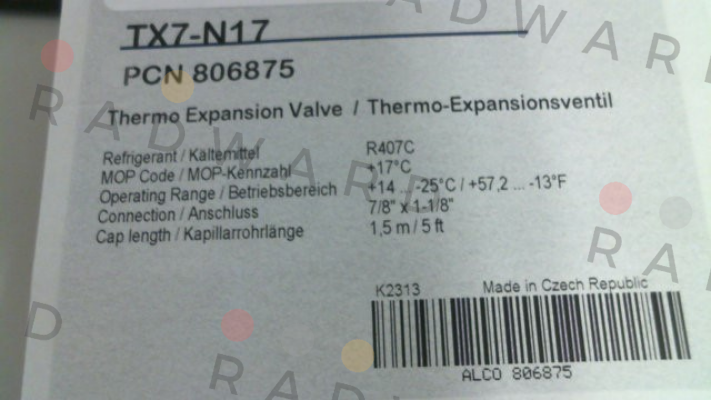 TX7-N17
PCN 806875
Thermo Expansion Valve / Thermo-Expansionsventil
Refrigerant / Kältemittel R407C
MOP Code / MOP-Kennzahl +17°C
Operating Range / Betriebsbereich +14 ... -25°C / +57,2 ... -13°F
Connection / Anschluss 7/8" x 1-1/8"
Cap length / Kapillarrohrlänge 1,5 m / 5 ft
K2313 Made in Czech Republic
ALCO 806875
RADWARD